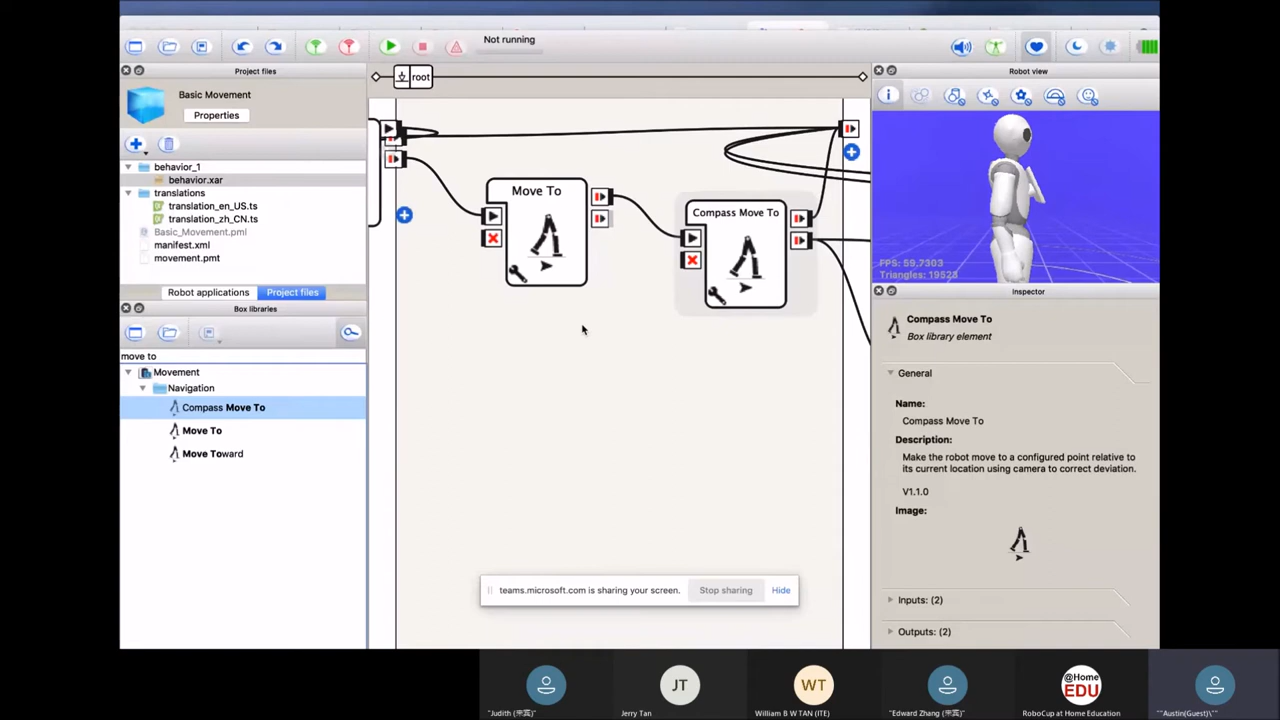 Not running
Project files
Basic Movement
Properties
behavior_1
behavior.xar
translations
translation_en_US.ts
translation_zh_CN.ts
Basic_Movement.pml
manifest.xml
movement.pmt
Robot applications
Project files
Box libraries
move to
Movement
Navigation
Compass Move To
Move To
Move Toward
root
Move To
Compass Move To
teams.microsoft.com is sharing your screen.
Stop sharing
Hide
Robot view
FPS: 59.7303
Triangles: 19523
Inspector
Compass Move To
Box library element
General
Name:
Compass Move To
Description:
Make the robot move to a configured point relative to
its current location using camera to correct deviation.
V1.1.0
Image:
Inputs: (2)
Outputs: (2)
JT
WT
@Home
EDU
Jerry Tan
William B W TAN (ITE)
RoboCup at Home Education
""Austin(Guest)\""